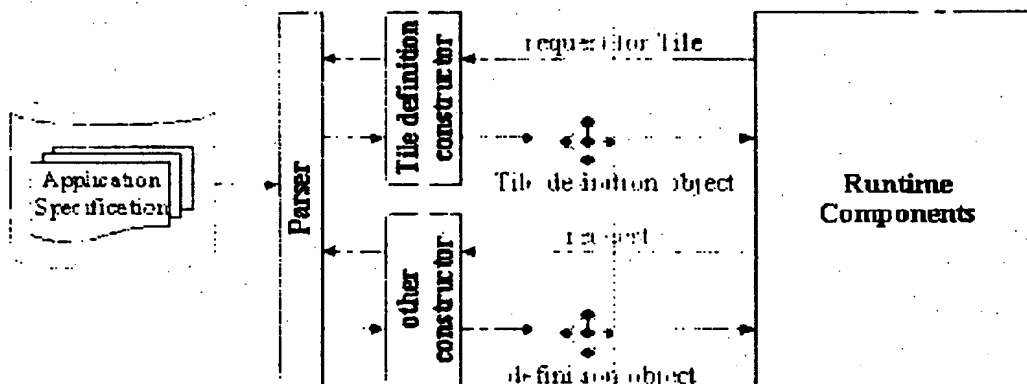 request for Tile
Tile definition
constructor
Application
Specification
Parser
Tile definition object
Runtime
Components
request
other
constructor
definition object